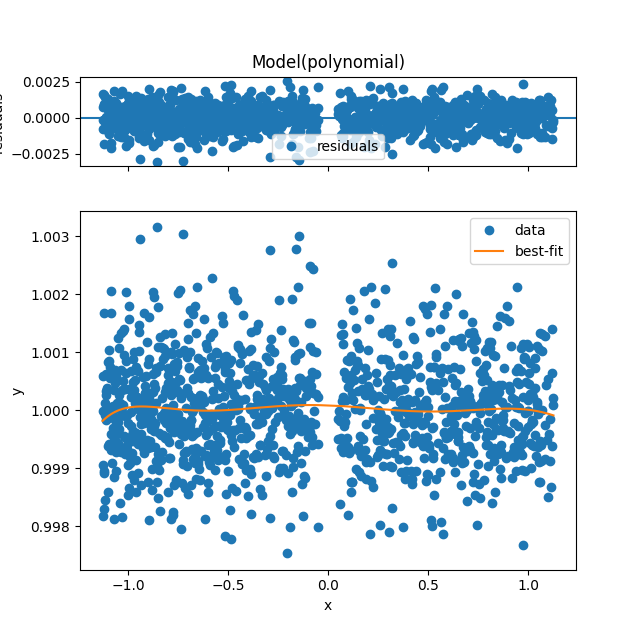 Model(polynomial)
0.0025
0.0000
−0.0025
residuals
residuals
1.003
1.002
1.001
1.000
0.999
0.998
y
data
best-fit
−1.0
−0.5
0.0
0.5
1.0
x